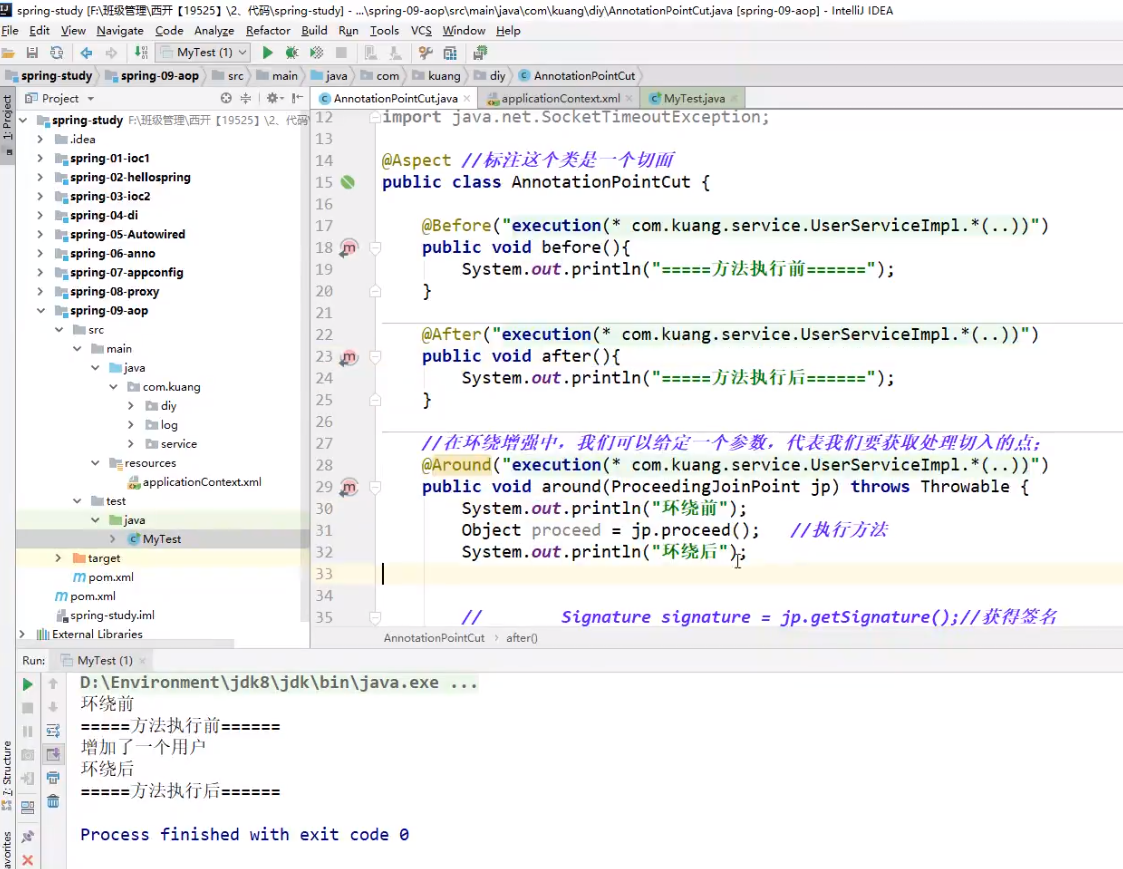 spring-study [F:\班级管理\西开【19525】\2、代码\spring-study] - ...\spring-09-aop\src\main\java\com\kuang\diy\AnnotationPointCut.java [spring-09-aop] - IntelliJ IDEA
File Edit View Navigate Code Analyze Refactor Build Run Tools VCS Window Help
MyTest (1)
spring-study spring-09-aop src main java com kuang diy AnnotationPointCut
1: Project
Project
AnnotationPointCut.java applicationContext.xml MyTest.java
spring-study F:\班级管理\西开【19525】\2、代码
.idea
spring-01-ioc1
spring-02-hellospring
spring-03-ioc2
spring-04-di
spring-05-Autowired
spring-06-anno
spring-07-appconfig
spring-08-proxy
spring-09-aop
src
main
java
com.kuang
diy
log
service
resources
applicationContext.xml
test
java
MyTest
target
pom.xml
pom.xml
spring-study.iml
External Libraries
12 import java.net.SocketTimeoutException;
13
14 @Aspect //标注这个类是一个切面
15 public class AnnotationPointCut {
16
17 @Before("execution(* com.kuang.service.UserServiceImpl.*(..))")
18 public void before(){
19 System.out.println("=====方法执行前======");
20 }
21
22 @After("execution(* com.kuang.service.UserServiceImpl.*(..))")
23 public void after(){
24 System.out.println("=====方法执行后======");
25 }
26
27 //在环绕增强中，我们可以给定一个参数，代表我们要获取处理切入的点；
28 @Around("execution(* com.kuang.service.UserServiceImpl.*(..))")
29 public void around(ProceedingJoinPoint jp) throws Throwable {
30 System.out.println("环绕前");
31 Object proceed = jp.proceed(); //执行方法
32 System.out.println("环绕后");
33
34
35 // Signature signature = jp.getSignature();//获得签名
AnnotationPointCut after()
Run: MyTest (1)
D:\Environment\jdk8\jdk\bin\java.exe ...
环绕前
=====方法执行前======
增加了一个用户
环绕后
=====方法执行后======
Process finished with exit code 0
7: Structure
avorites